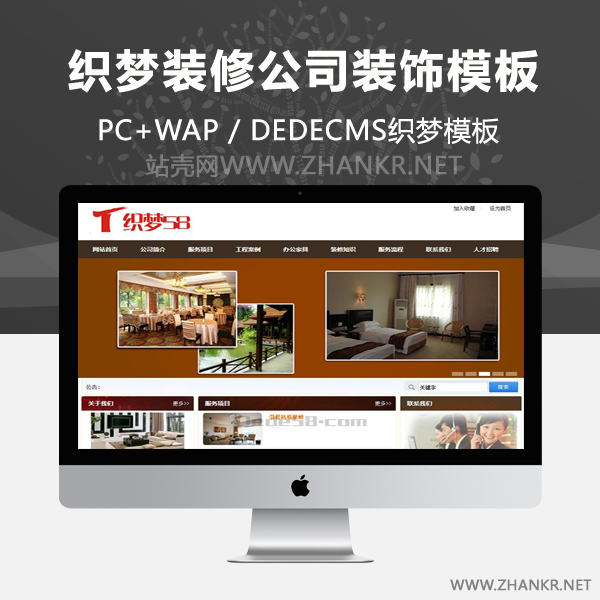 织梦装修公司装饰模板
PC+WAP / DEDECMS织梦模板
站壳网WWW.ZHANKR.NET
加入收藏 设为首页
织梦58
网站首页 公司简介 服务项目 工程案例 办公家具 装修知识 服务流程 联系我们 人才招聘
公告: 关键字 搜索
关于我们 更多>> 服务项目 更多>> 联系我们
Dede58.com
WWW.ZHANKR.NET